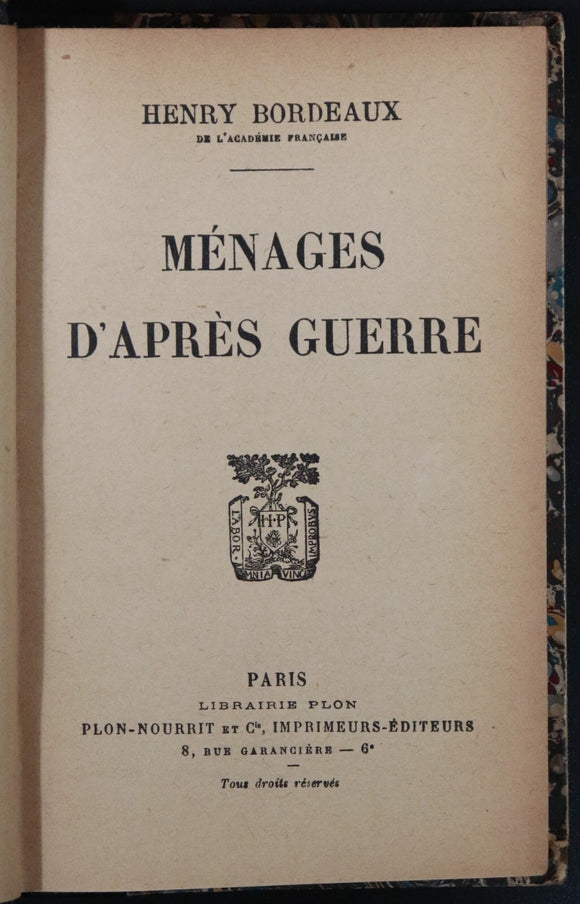 HENRY BORDEAUX
DE L'ACADÉMIE FRANÇAISE
MÉNAGES
D'APRÈS GUERRE
LABOR
H·P
IMPROBVS
OMNIA VINCIT
PARIS
LIBRAIRIE PLON
PLON-NOURRIT ET Cie, IMPRIMEURS-ÉDITEURS
8, RUE GARANCIÈRE — 6e
Tous droits réservés